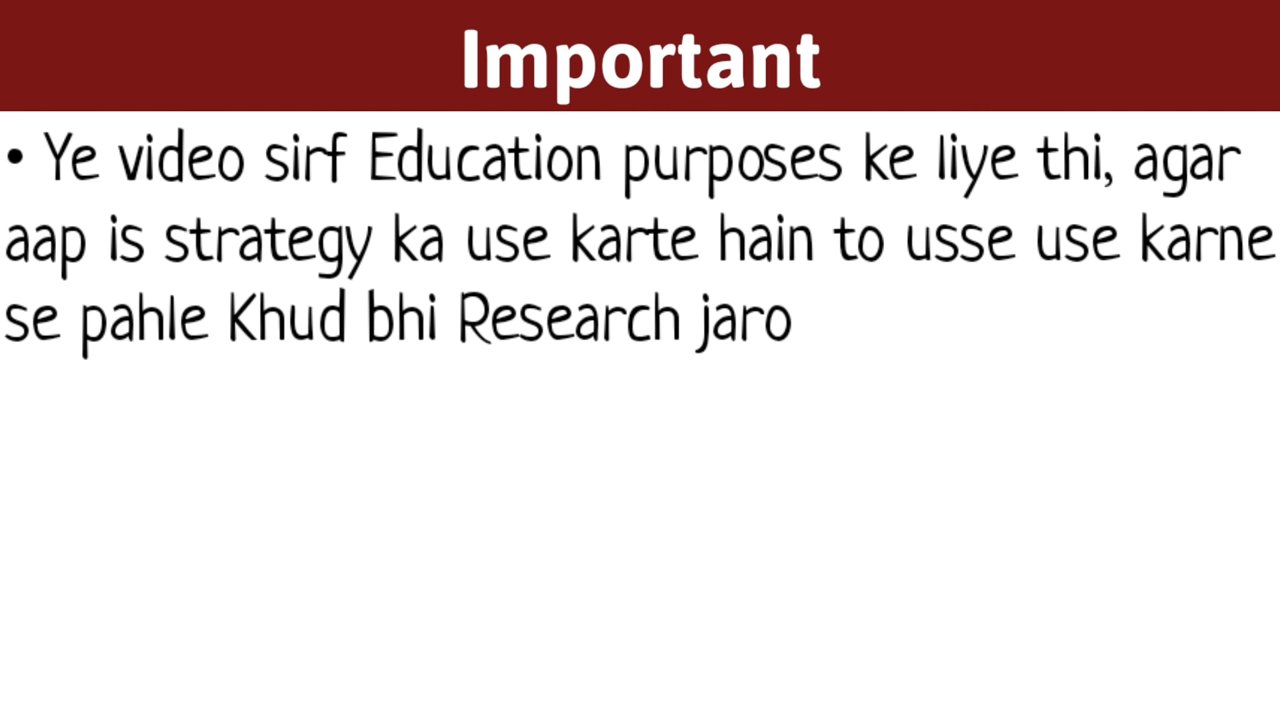 Important
• Ye video sirf Education purposes ke liye thi, agar
aap is strategy ka use karte hain to usse use karne
se pahle Khud bhi Research jaro